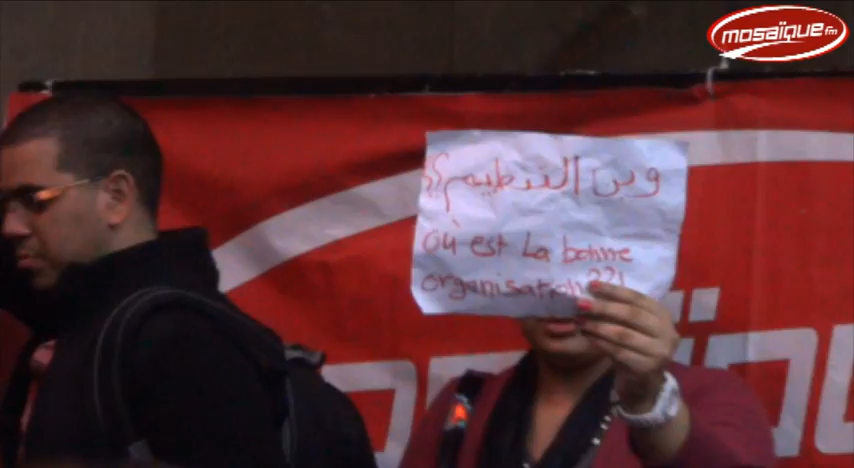 mosaïque fm
وين التنظيم؟؟
où est La bonne
organisation ??!